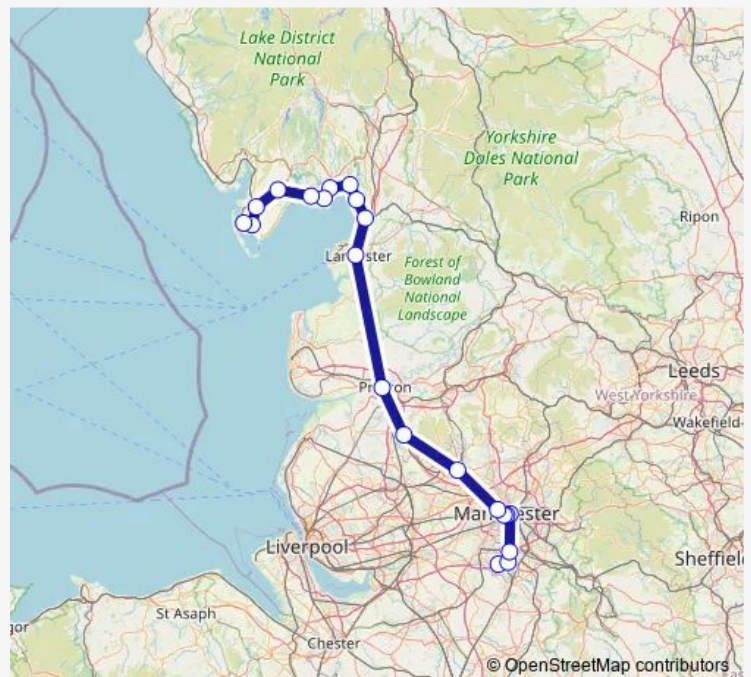 Lake District
National
Park
Yorkshire
Dales National
Park
Ripon
Forest of
Bowland
National
Landscape
Leeds
West Yorkshire
Wakefield
Liverpool
Sheffield
St Asaph
Chester
© OpenStreetMap contributors